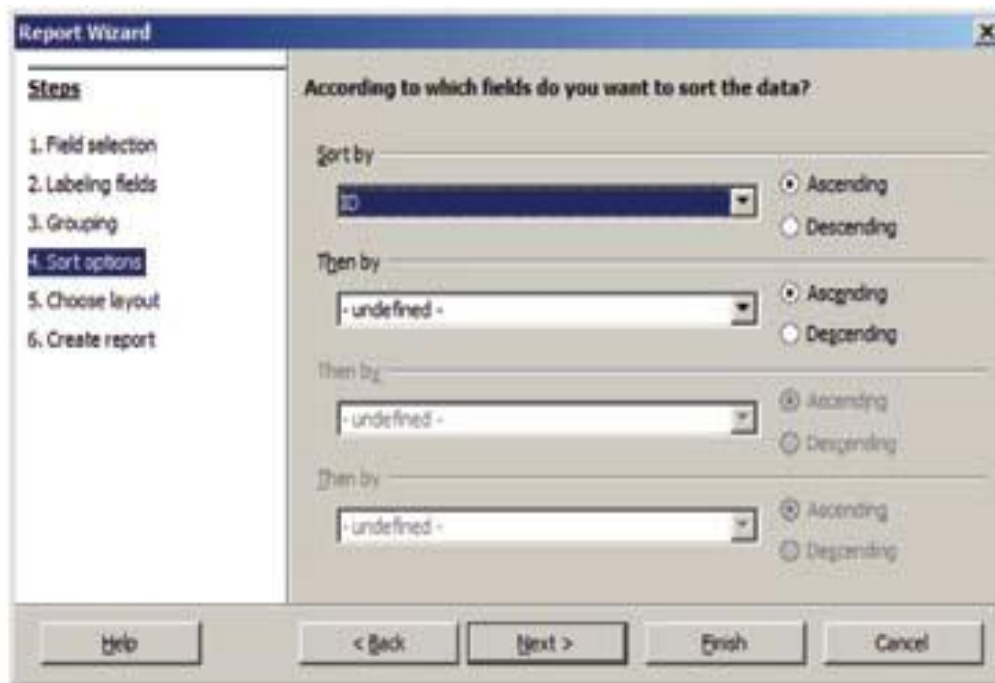 Report Wizard
Steps
1. Field selection
2. Labeling fields
3. Grouping
4. Sort options
5. Choose layout
6. Create report
According to which fields do you want to sort the data?
Sort by
ID
Ascending
Descending
Then by
- undefined -
Ascending
Descending
Then by
- undefined -
Ascending
Descending
Then by
- undefined -
Ascending
Descending
Help
< Back
Next >
Finish
Cancel